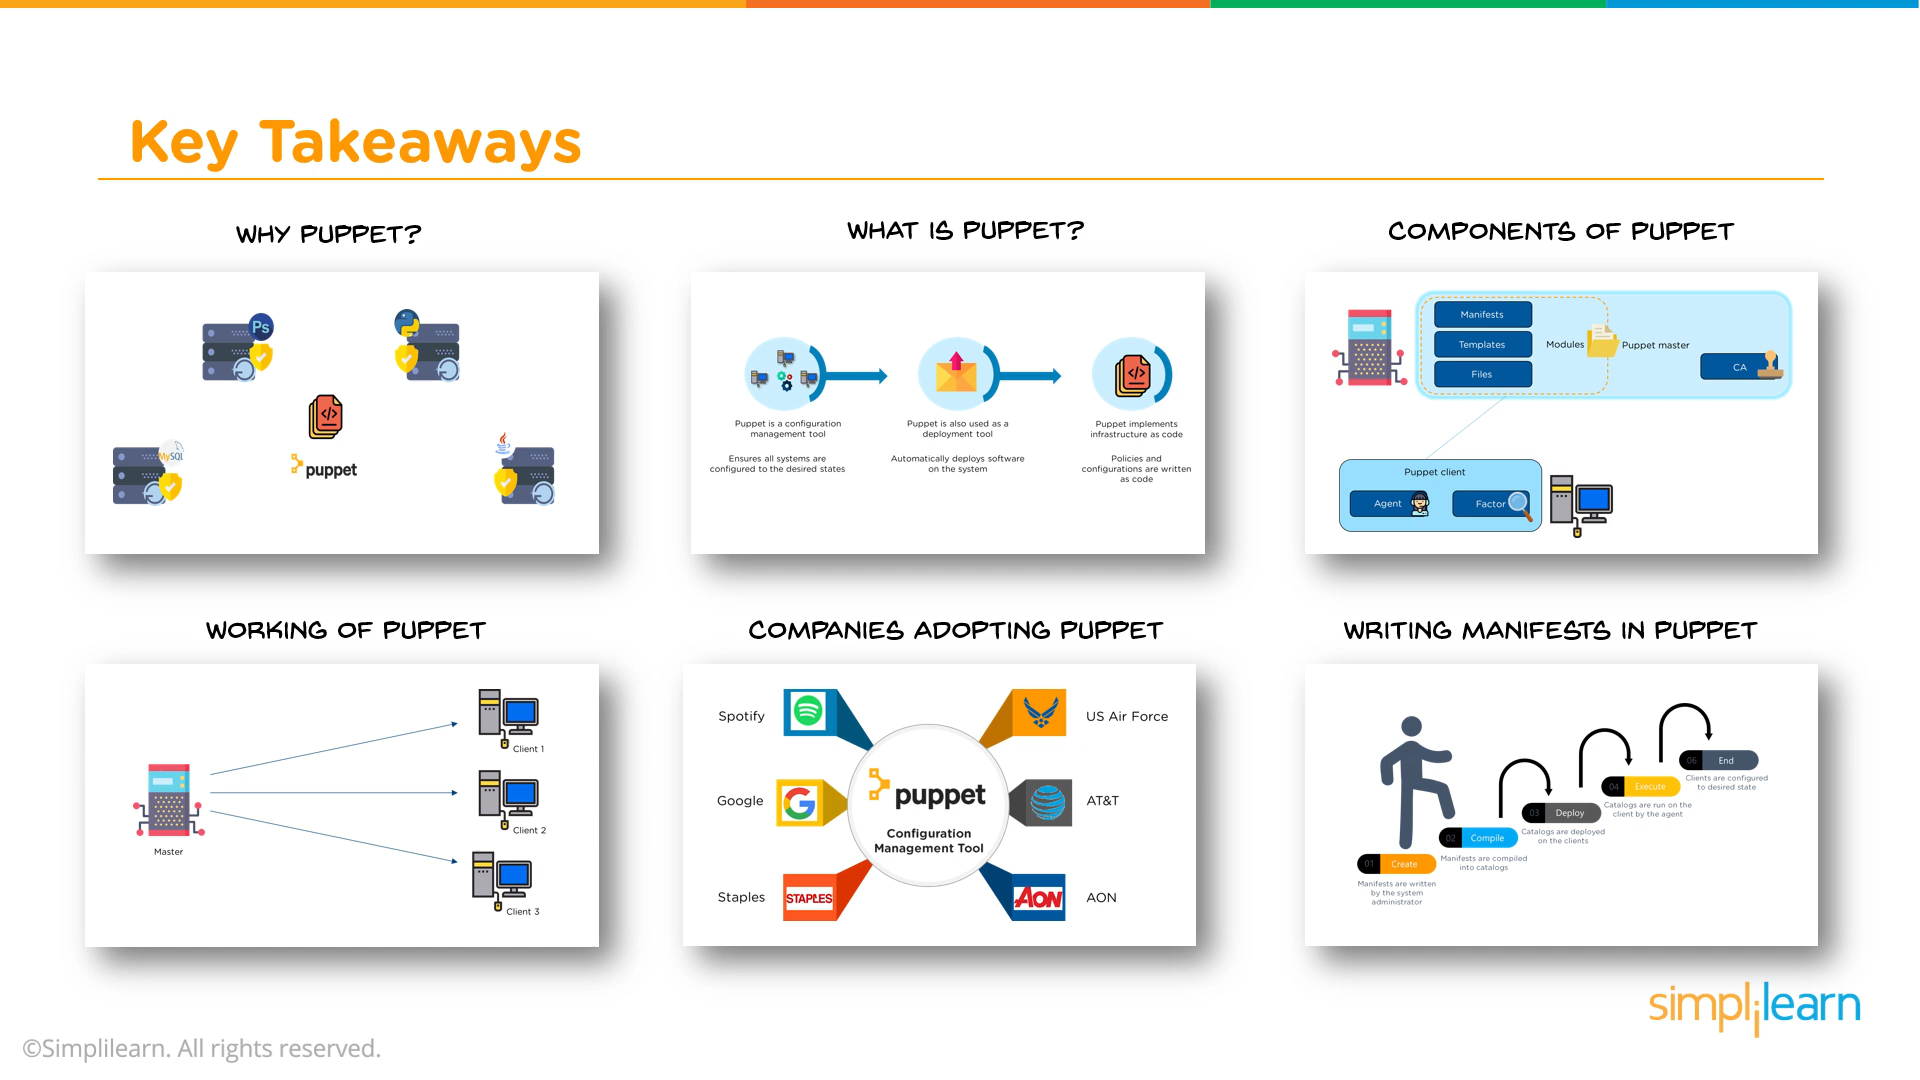 Key Takeaways
WHY PUPPET?
Ps
MySQL
puppet
WHAT IS PUPPET?
Puppet is a configuration
management tool
Ensures all systems are
configured to the desired states
Puppet is also used as a
deployment tool
Automatically deploys software
on the system
Puppet implements
infrastructure as code
Policies and
configurations are written
as code
COMPONENTS OF PUPPET
Manifests
Templates
Files
Modules
Puppet master
CA
Puppet client
Agent
Factor
WORKING OF PUPPET
Master
Client 1
Client 2
Client 3
COMPANIES ADOPTING PUPPET
Spotify
US Air Force
Google
AT&T
puppet
Configuration
Management Tool
Staples
STAPLES
AON
AON
WRITING MANIFESTS IN PUPPET
01 Create
Manifests are written
by the system
administrator
02 Compile
Manifests are compiled
into catalogs
03 Deploy
Catalogs are deployed
on the clients
04 Execute
Catalogs are run on the
client by the agent
06 End
Clients are configured
to desired state
simplilearn
©Simplilearn. All rights reserved.